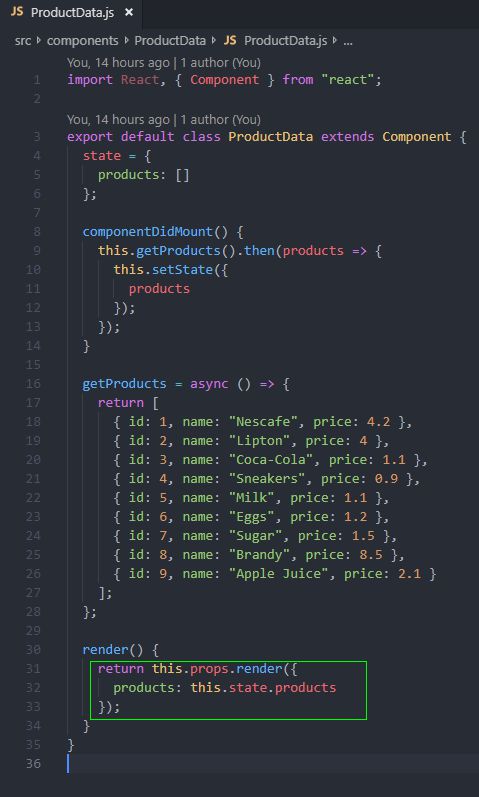 JS ProductData.js ×
src › components › ProductData › JS ProductData.js › ...
You, 14 hours ago | 1 author (You)
1 import React, { Component } from "react";
2
You, 14 hours ago | 1 author (You)
3 export default class ProductData extends Component {
4 state = {
5 products: []
6 };
7
8 componentDidMount() {
9 this.getProducts().then(products => {
10 this.setState({
11 products
12 });
13 });
14 }
15
16 getProducts = async () => {
17 return [
18 { id: 1, name: "Nescafe", price: 4.2 },
19 { id: 2, name: "Lipton", price: 4 },
20 { id: 3, name: "Coca-Cola", price: 1.1 },
21 { id: 4, name: "Sneakers", price: 0.9 },
22 { id: 5, name: "Milk", price: 1.1 },
23 { id: 6, name: "Eggs", price: 1.2 },
24 { id: 7, name: "Sugar", price: 1.5 },
25 { id: 8, name: "Brandy", price: 8.5 },
26 { id: 9, name: "Apple Juice", price: 2.1 }
27 ];
28 };
29
30 render() {
31 return this.props.render({
32 products: this.state.products
33 });
34 }
35 }
36